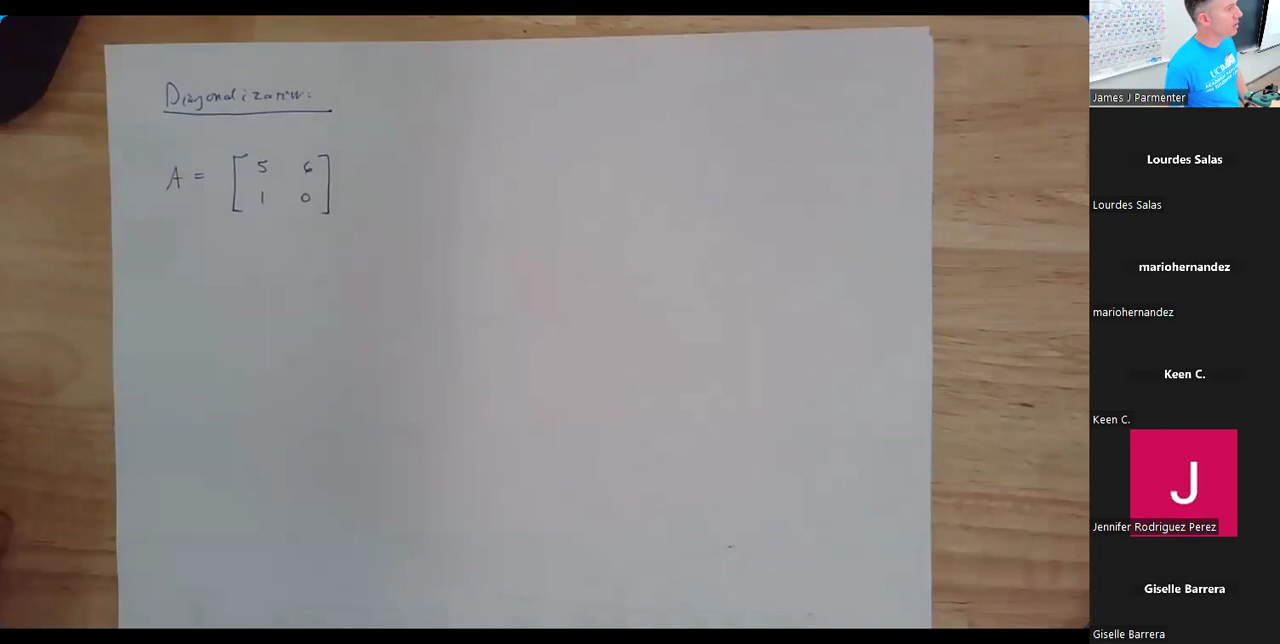 Diagonalization:
A = [ 5 6
1 0 ]
James J Parmenter
Lourdes Salas
Lourdes Salas
mariohernandez
mariohernandez
Keen C.
Keen C.
J
Jennifer Rodriguez Perez
Giselle Barrera
Giselle Barrera